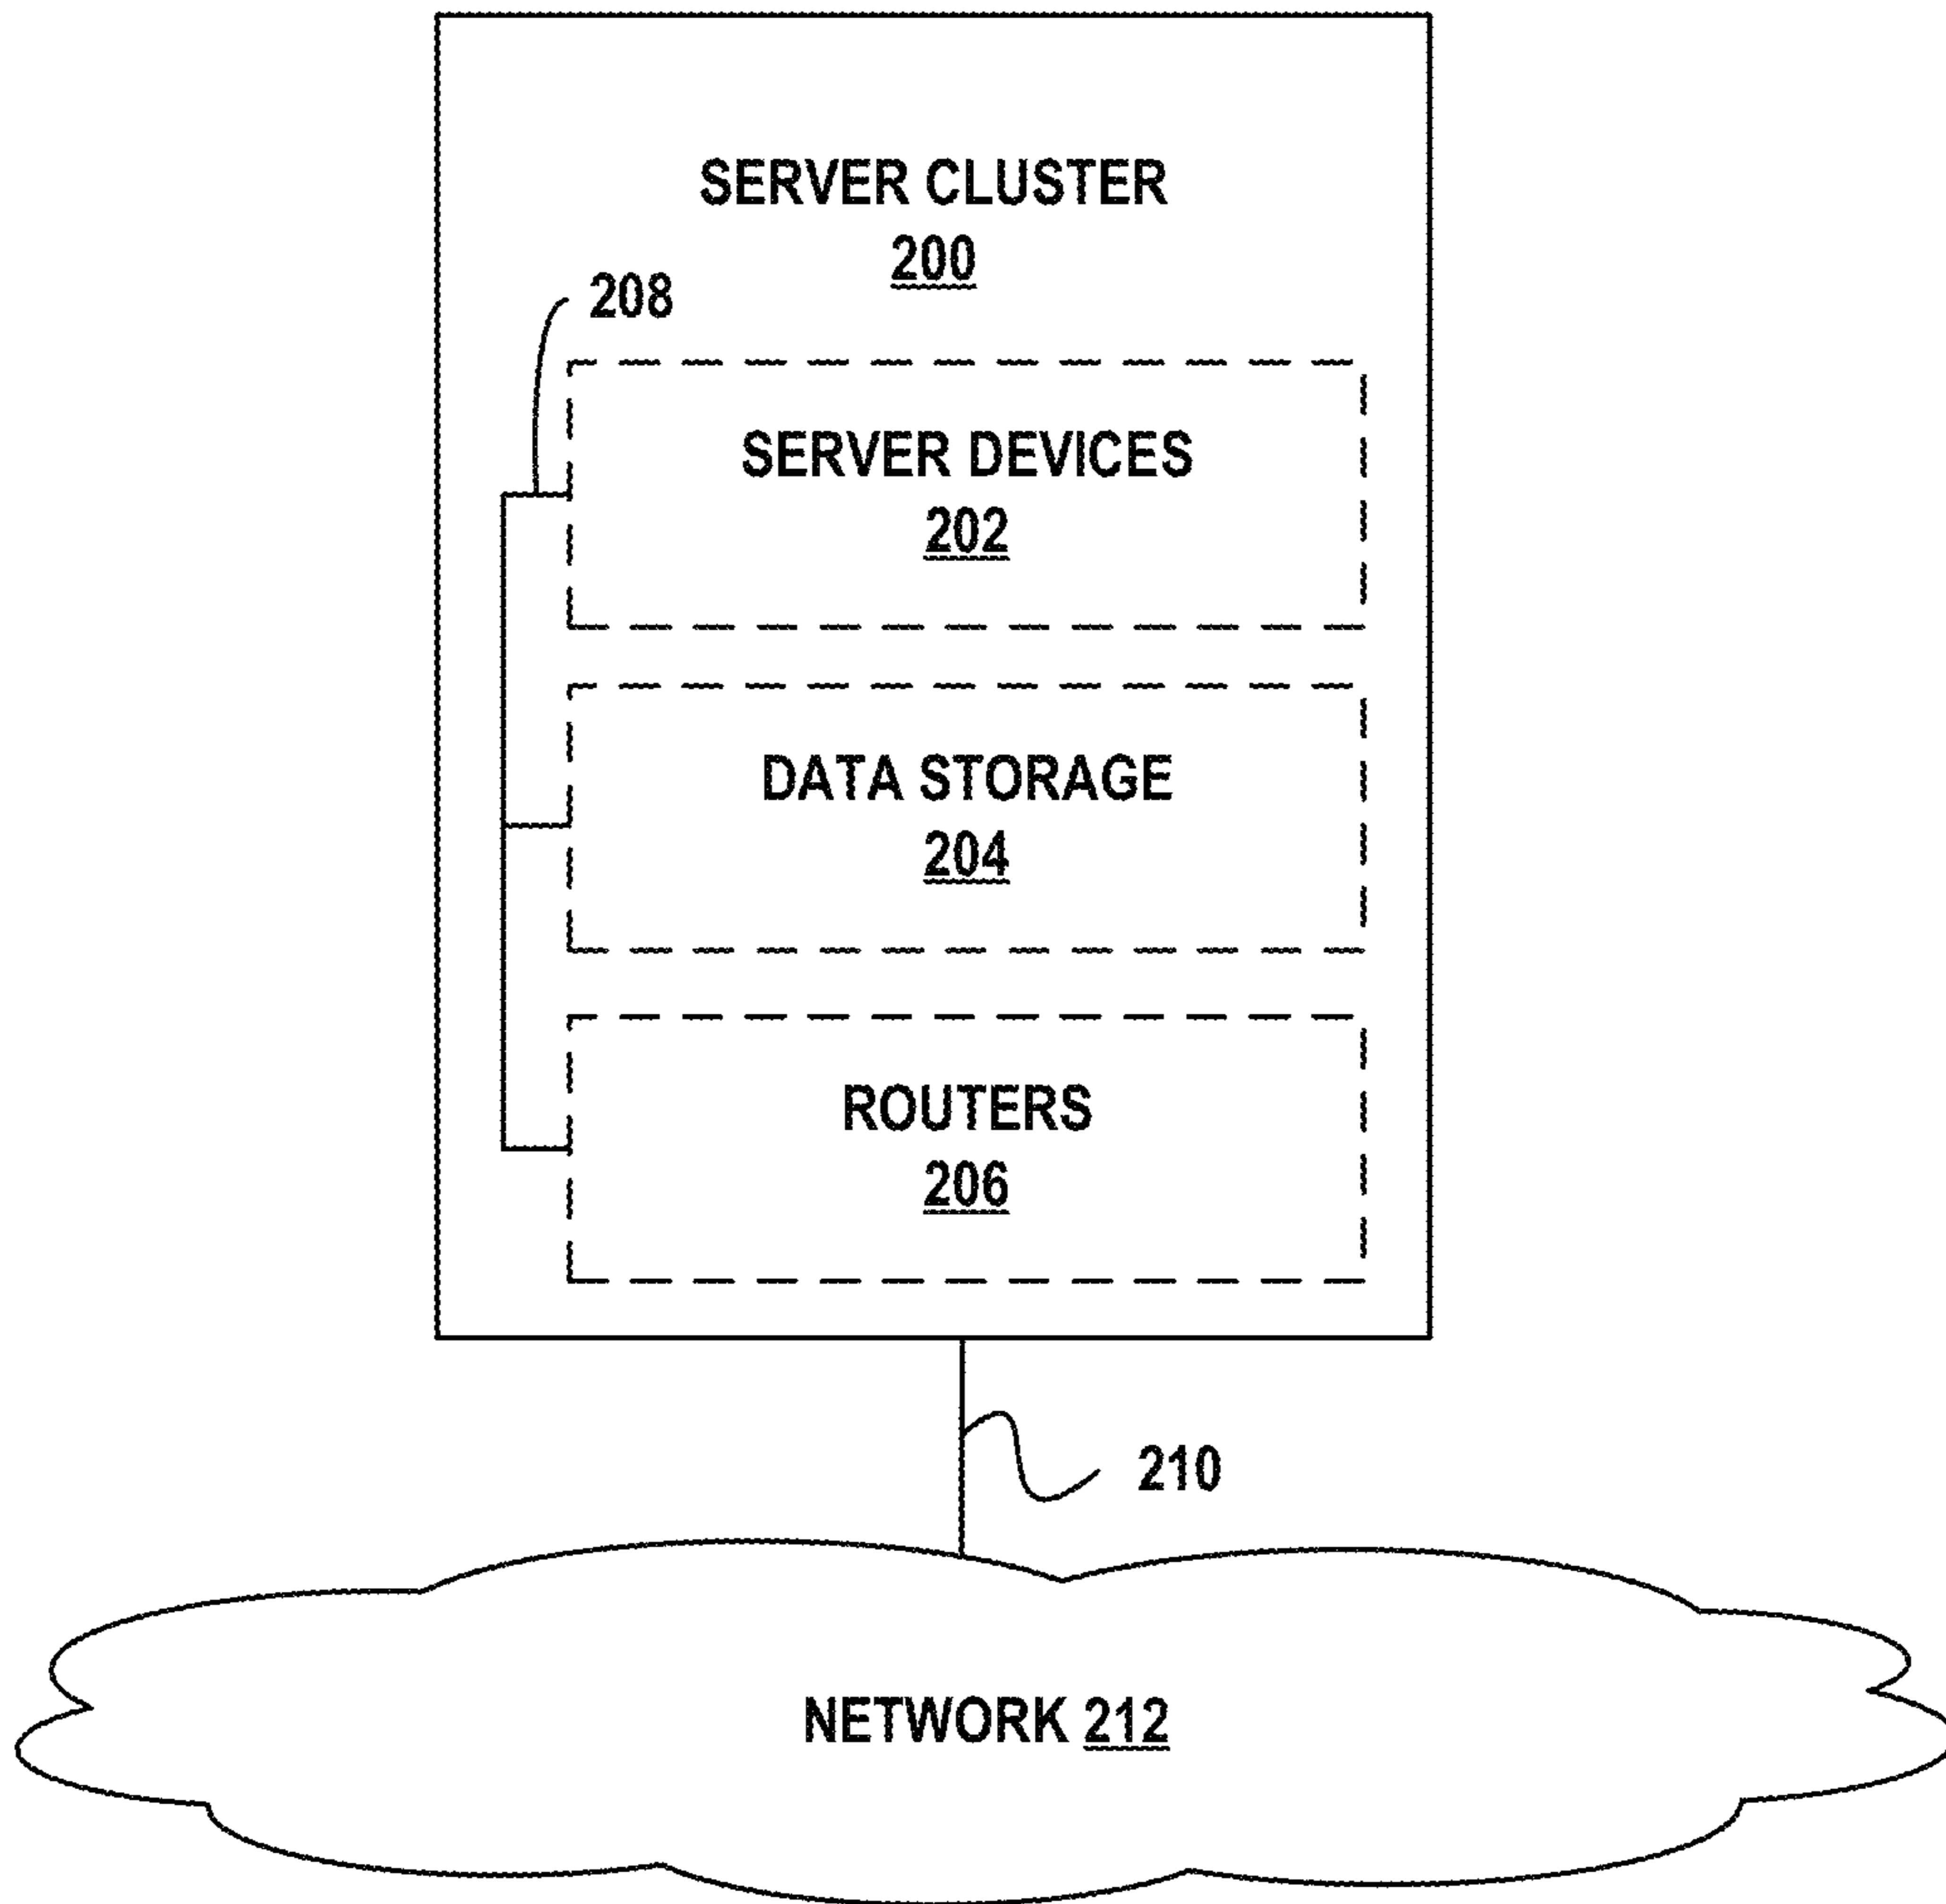 SERVER CLUSTER
200
208
SERVER DEVICES
202
DATA STORAGE
204
ROUTERS
206
210
NETWORK 212